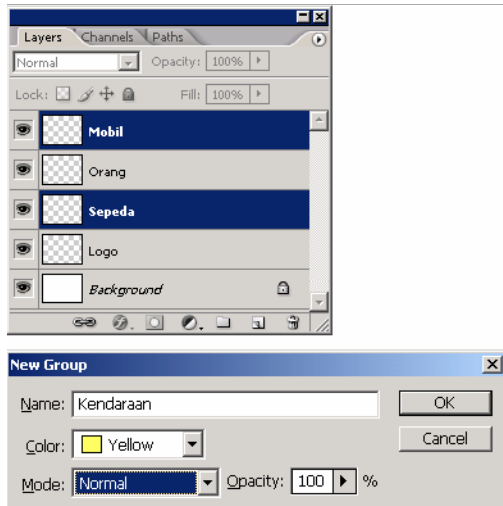 Layers Channels Paths
Normal Opacity: 100%
Lock: Fill: 100%
Mobil
Orang
Sepeda
Logo
Background
New Group
Name: Kendaraan OK
Color: Yellow Cancel
Mode: Normal Opacity: 100 %